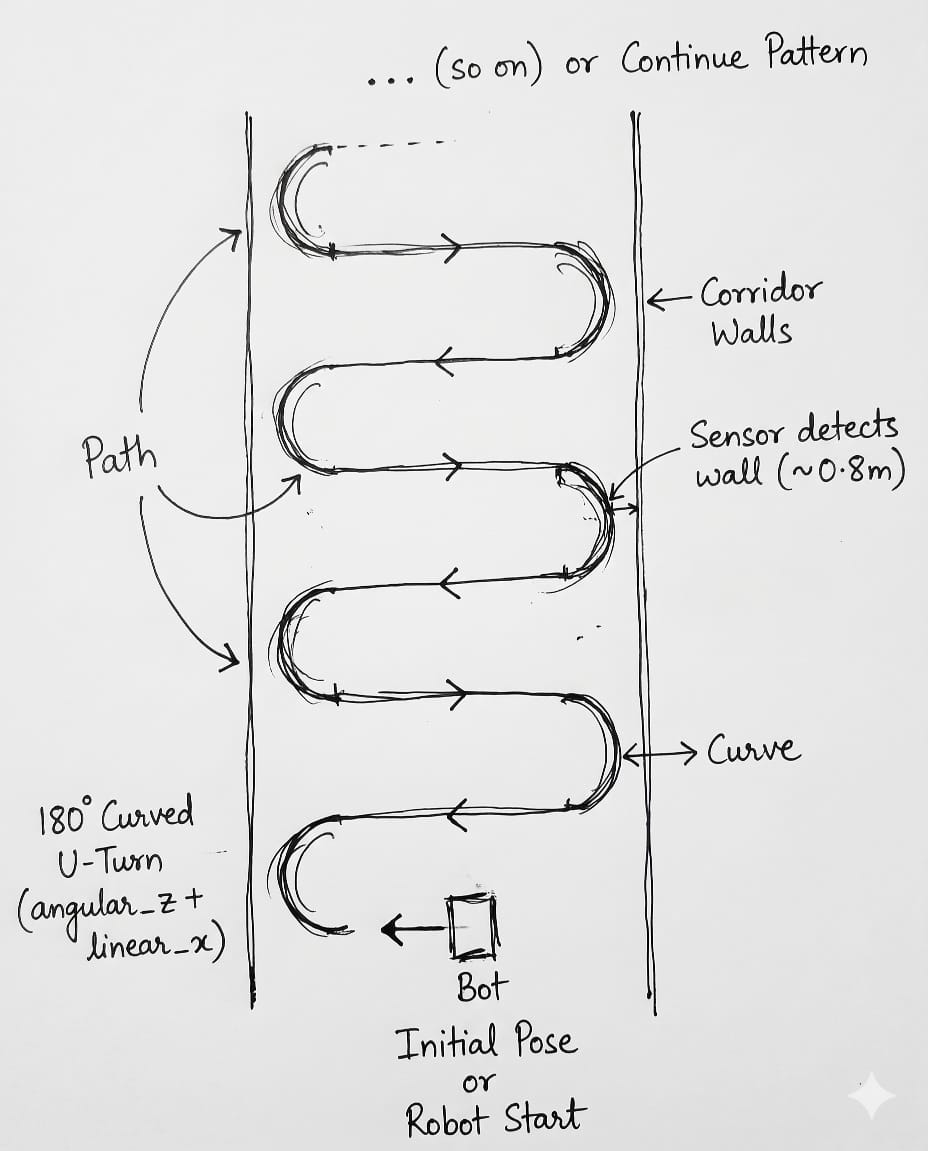 ... (so on) or Continue Pattern
Corridor
Walls
Sensor detects
wall (~0.8m)
Path
Curve
180° Curved
U-Turn
(angular_z +
linear_x)
Bot
Initial Pose
or
Robot Start